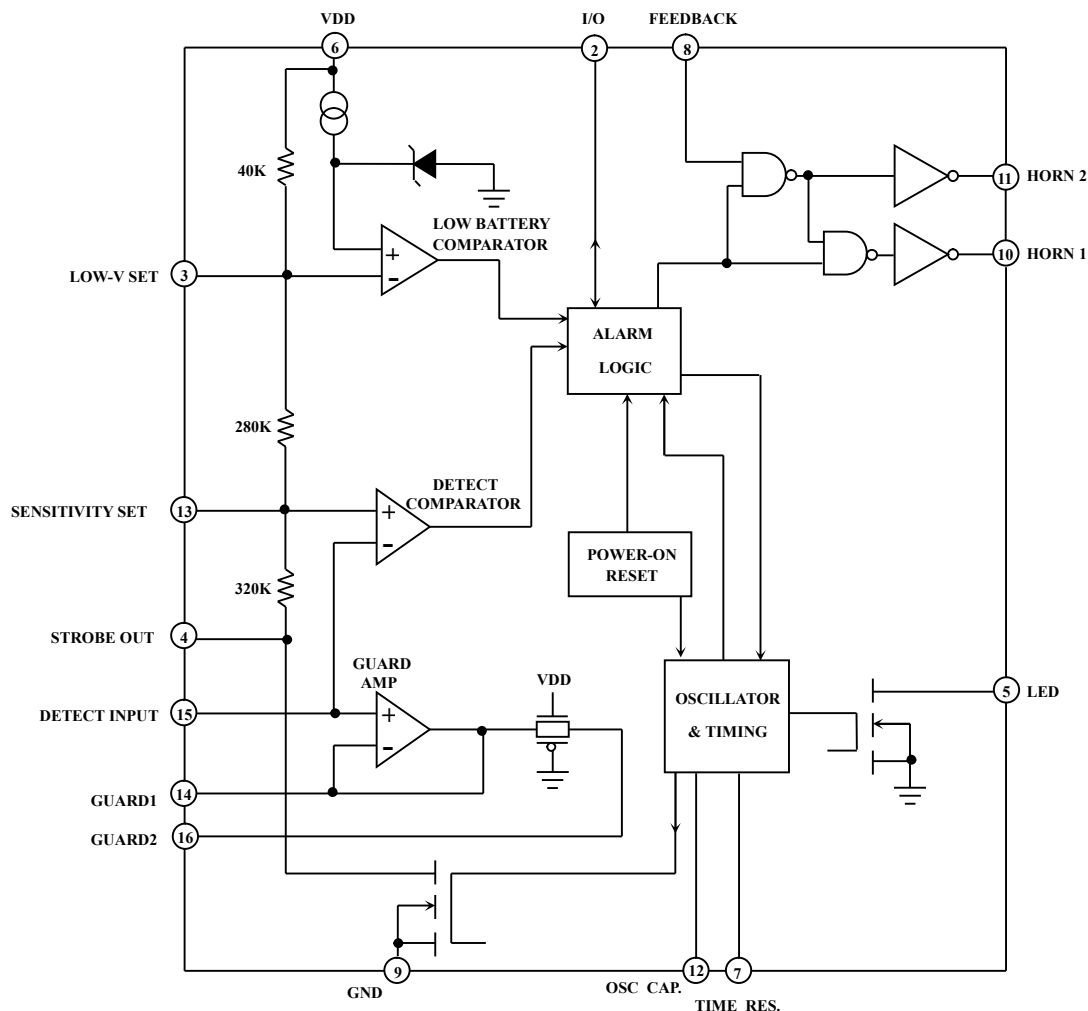 VDD
I/O
FEEDBACK
6
2
8
40K
11
HORN 2
LOW BATTERY
COMPARATOR
+
-
10
HORN 1
LOW-V SET
3
ALARM
LOGIC
280K
DETECT
COMPARATOR
SENSITIVITY SET
13
+
-
POWER-ON
RESET
320K
STROBE OUT
4
GUARD
AMP
VDD
5
LED
DETECT INPUT
15
+
-
OSCILLATOR
& TIMING
GUARD1
14
GUARD2
16
9
12
7
GND
OSC CAP.
TIME RES.